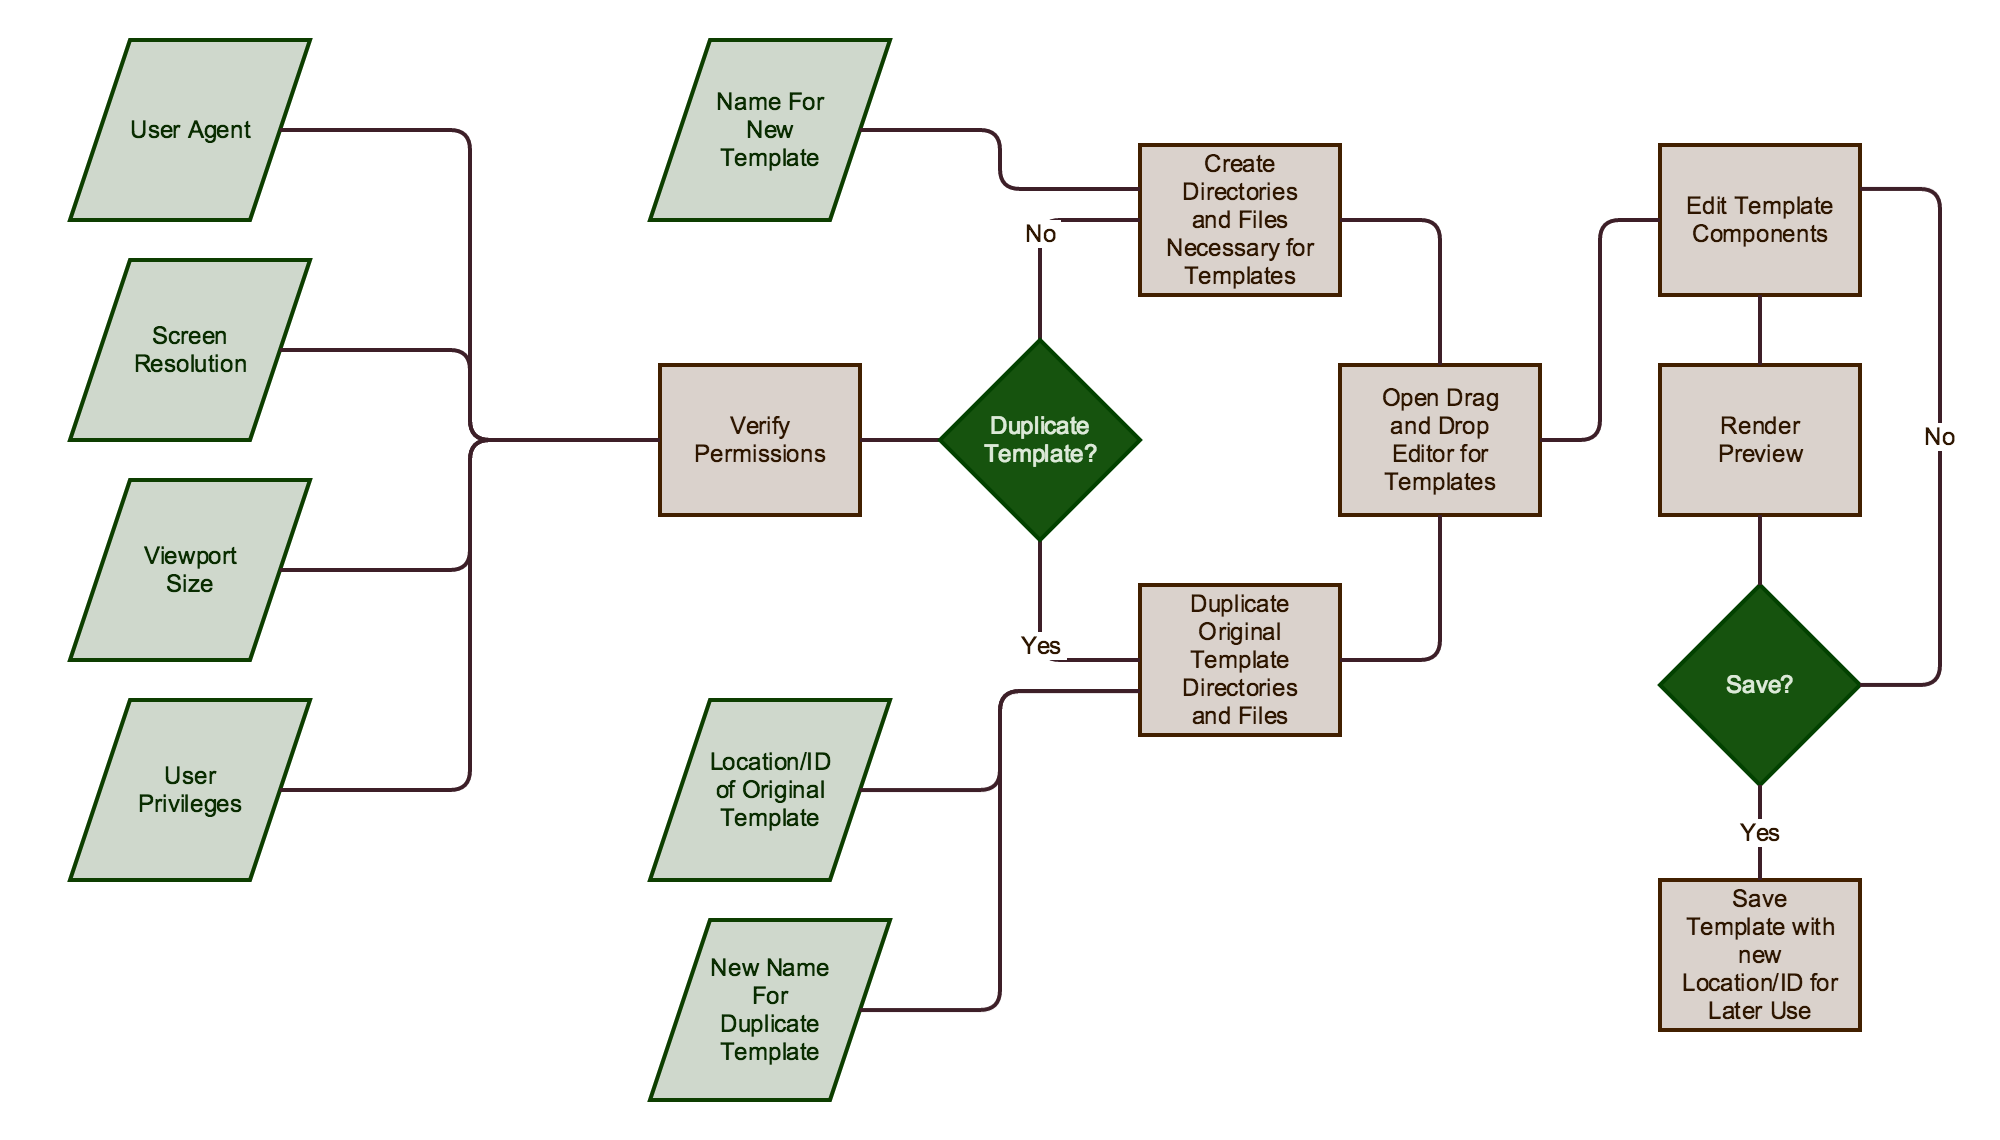 User Agent
Screen
Resolution
Viewport
Size
User
Privileges
Name For
New
Template
Verify
Permissions
Location/ID
of Original
Template
New Name
For
Duplicate
Template
No
Duplicate
Template?
Yes
Create
Directories
and Files
Necessary for
Templates
Duplicate
Original
Template
Directories
and Files
Open Drag
and Drop
Editor for
Templates
Edit Template
Components
Render
Preview
No
Save?
Yes
Save
Template with
new
Location/ID for
Later Use